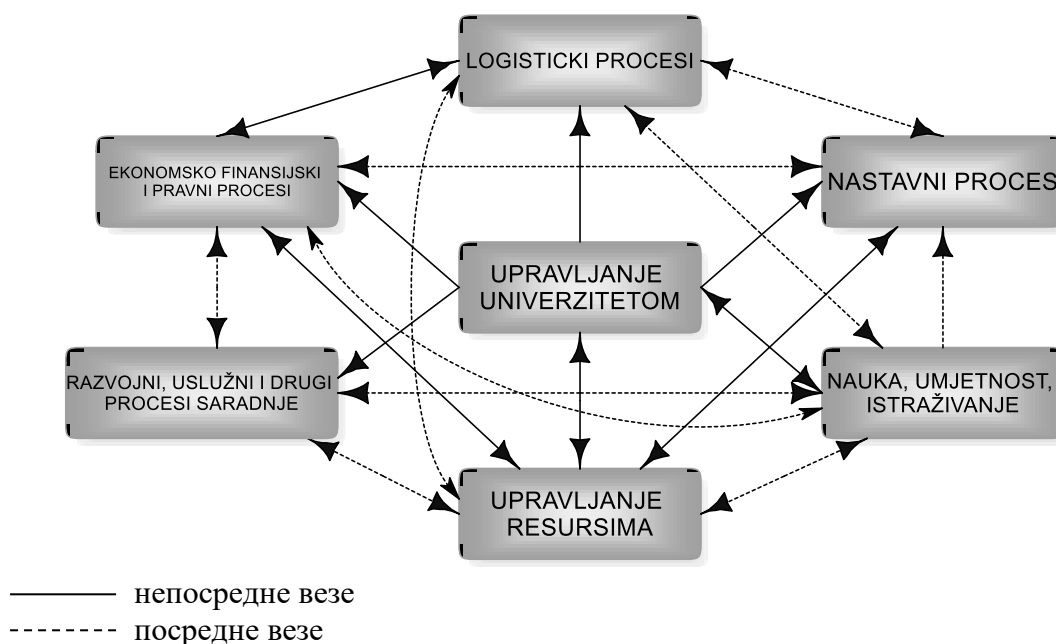 LOGISTICKI PROCESI
EKONOMSKO FINANSIJSKI
I PRAVNI PROCESI
NASTAVNI PROCES
UPRAVLJANJE
UNIVERZITETOM
RAZVOJNI, USLUŽNI I DRUGI
PROCESI SARADNJE
NAUKA, UMJETNOST,
ISTRAŽIVANJE
UPRAVLJANJE
RESURSIMA
непосредне везе
посредне везе